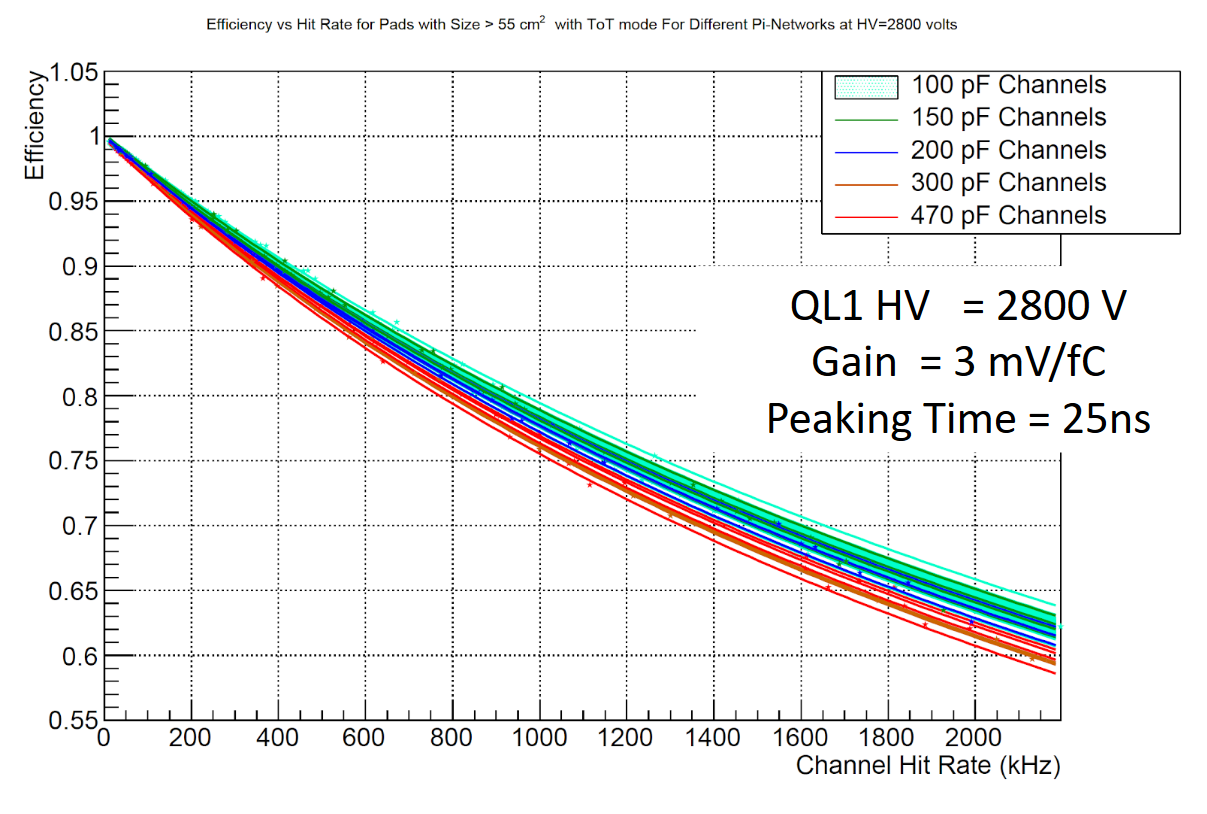 Efficiency vs Hit Rate for Pads with Size > 55 cm² with ToT mode For Different Pi-Networks at HV=2800 volts
Efficiency
1.05
1
0.95
0.9
0.85
0.8
0.75
0.7
0.65
0.6
0.55
100 pF Channels
150 pF Channels
200 pF Channels
300 pF Channels
470 pF Channels
QL1 HV = 2800 V
Gain = 3 mV/fC
Peaking Time = 25ns
0 200 400 600 800 1000 1200 1400 1600 1800 2000
Channel Hit Rate (kHz)